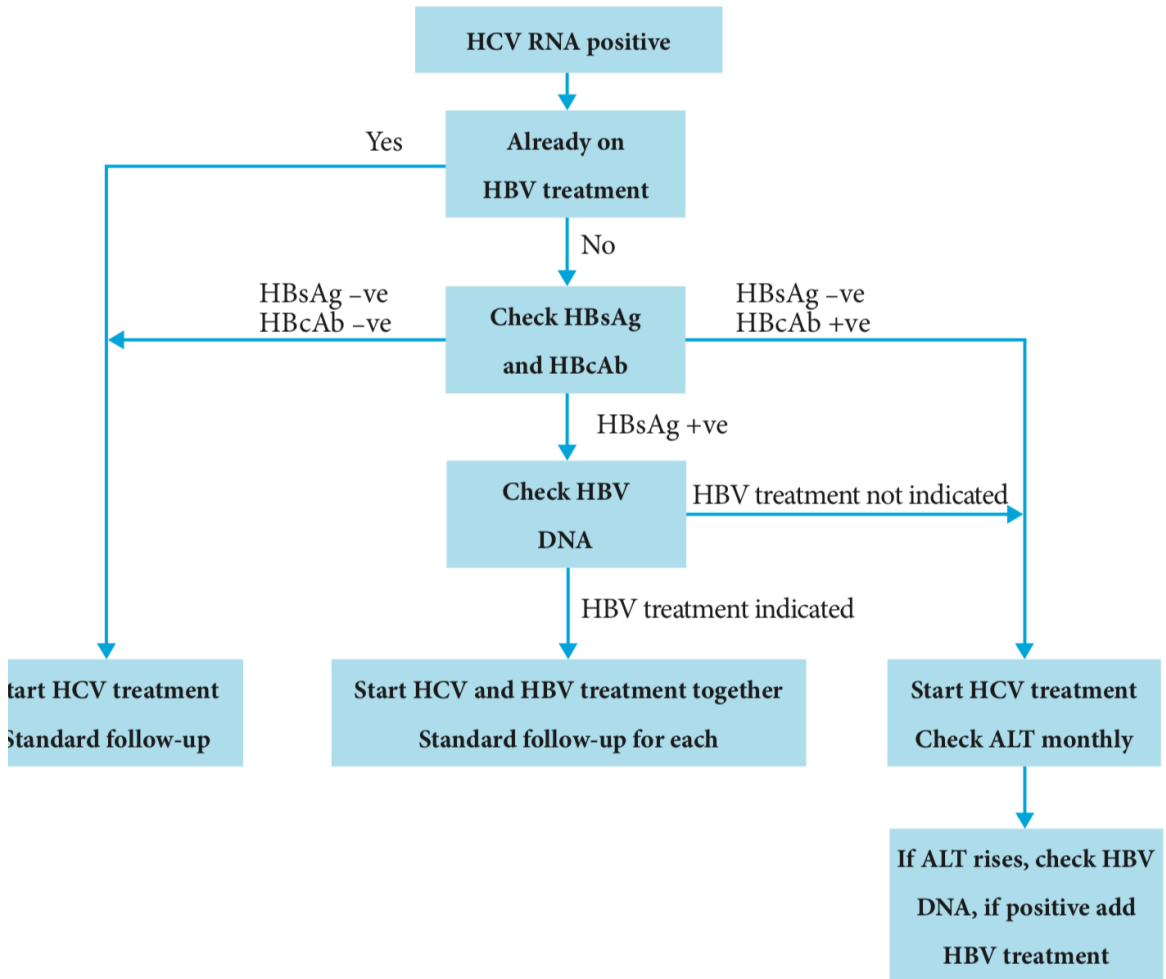 HCV RNA positive
Already on
HBV treatment
Yes
No
HBsAg –ve
HBcAb –ve
Check HBsAg
and HBcAb
HBsAg –ve
HBcAb +ve
HBsAg +ve
Check HBV
DNA
HBV treatment not indicated
HBV treatment indicated
tart HCV treatment
Standard follow-up
Start HCV and HBV treatment together
Standard follow-up for each
Start HCV treatment
Check ALT monthly
If ALT rises, check HBV
DNA, if positive add
HBV treatment